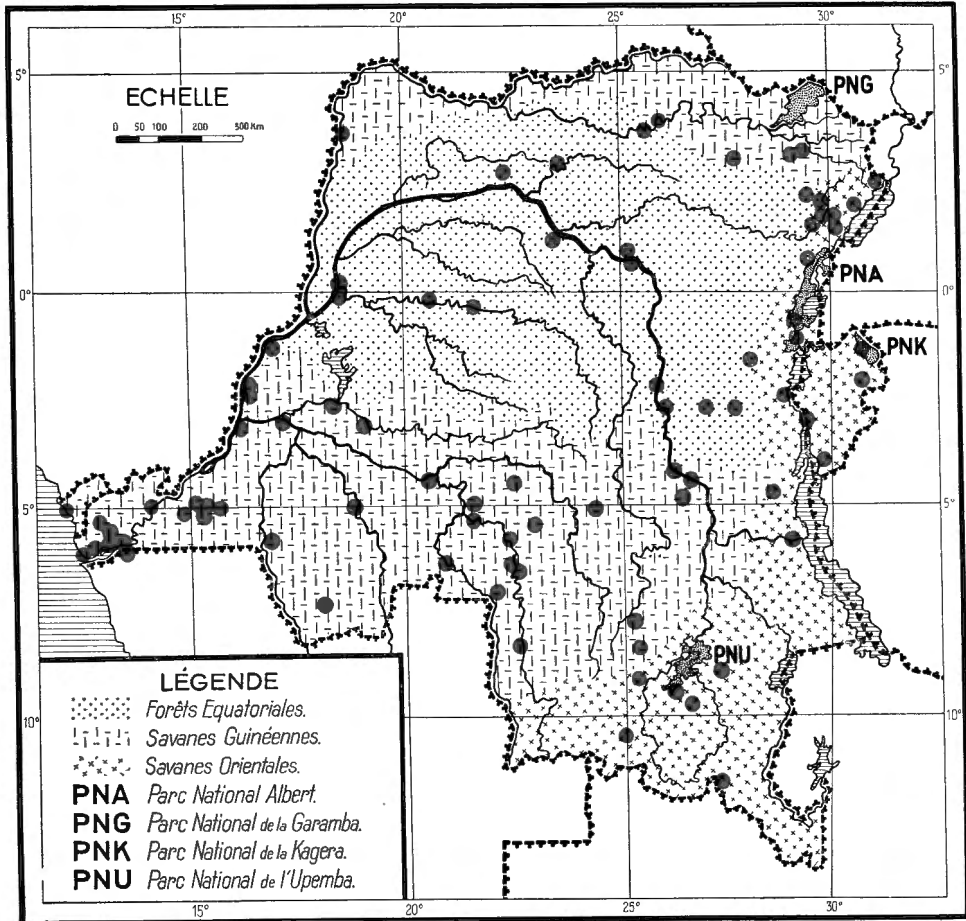 15° 20° 25° 30°
5° 5°
ECHELLE
0 50 100 200 300 Km
PNG
0° 0°
PNA
PNK
5° 5°
PNU
10° 10°
LÉGENDE
Forêts Equatoriales.
Savanes Guinéennes.
Savanes Orientales.
PNA Parc National Albert.
PNG Parc National de la Garamba.
PNK Parc National de la Kagera.
PNU Parc National de l'Upemba.
15° 20° 25° 30°